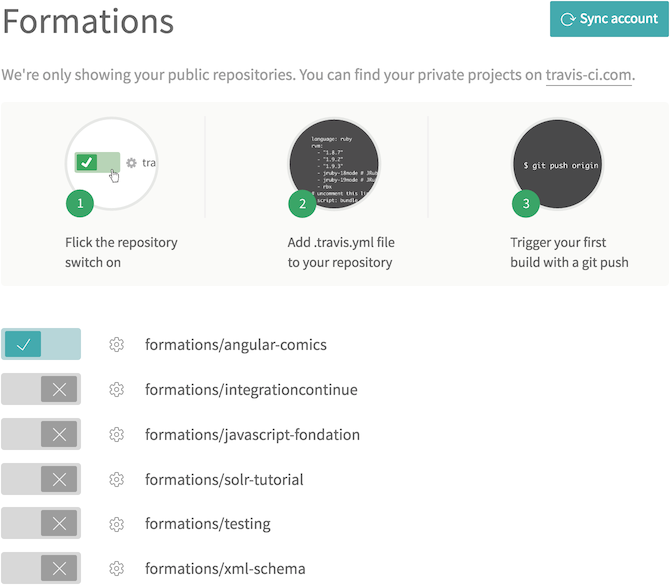 Formations
Sync account
We're only showing your public repositories. You can find your private projects on travis-ci.com.
tra
language: ruby
rvm:
- "1.8.7"
- "1.9.2"
- "1.9.3"
- jruby-18mode # JRu
- jruby-19mode # JRu
- rbx
# uncomment this li
script: bundle
$ git push origin
1
2
3
Flick the repository
switch on
Add .travis.yml file
to your repository
Trigger your first
build with a git push
formations/angular-comics
formations/integrationcontinue
formations/javascript-fondation
formations/solr-tutorial
formations/testing
formations/xml-schema